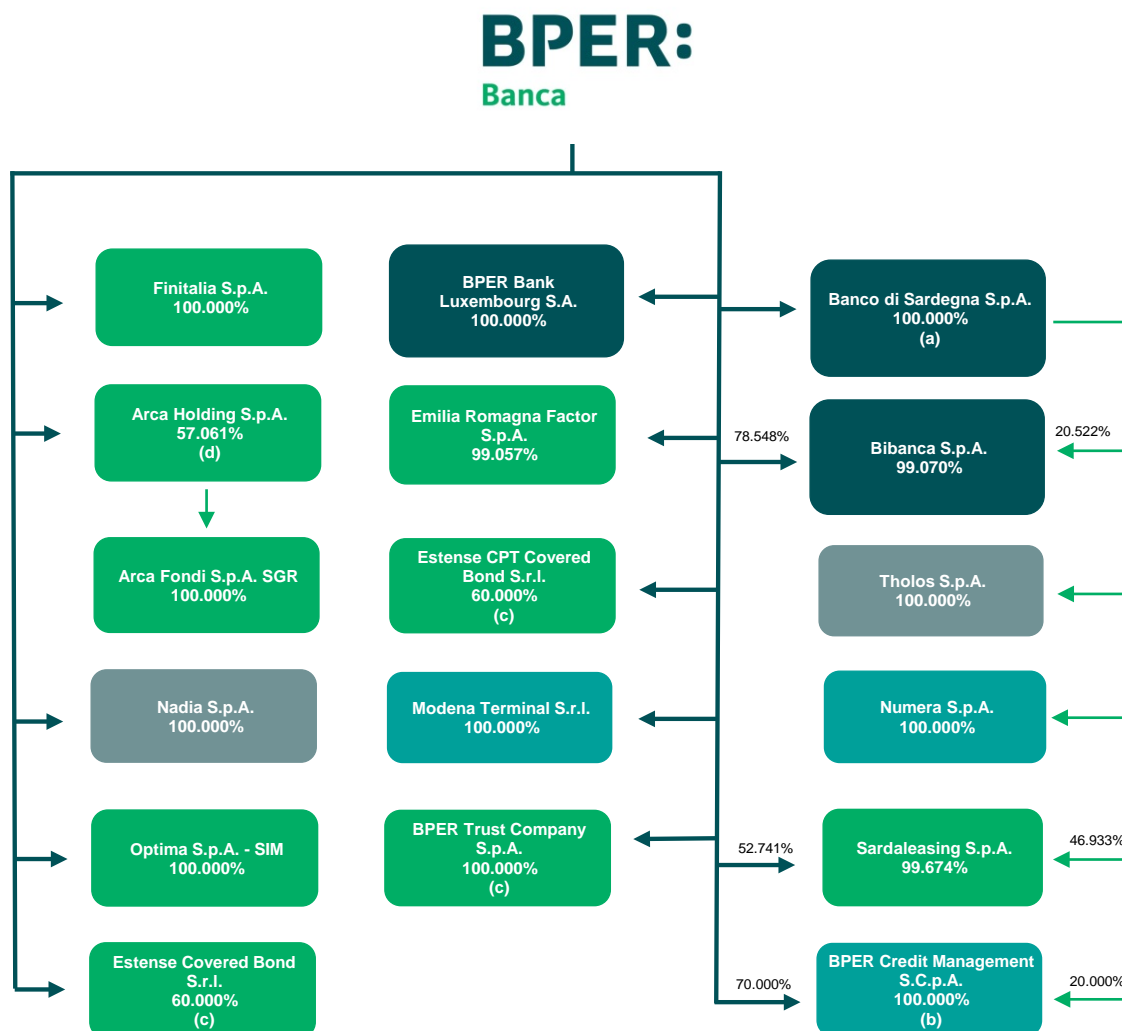 BPER:
Banca
Finitalia S.p.A.
100.000%
BPER Bank
Luxembourg S.A.
100.000%
Banco di Sardegna S.p.A.
100.000%
(a)
Arca Holding S.p.A.
57.061%
(d)
Emilia Romagna Factor
S.p.A.
99.057%
78.548%
Bibanca S.p.A.
99.070%
20.522%
Arca Fondi S.p.A. SGR
100.000%
Estense CPT Covered
Bond S.r.l.
60.000%
(c)
Tholos S.p.A.
100.000%
Nadia S.p.A.
100.000%
Modena Terminal S.r.l.
100.000%
Numera S.p.A.
100.000%
Optima S.p.A. - SIM
100.000%
BPER Trust Company
S.p.A.
100.000%
(c)
52.741%
Sardaleasing S.p.A.
99.674%
46.933%
Estense Covered Bond
S.r.l.
60.000%
(c)
70.000%
BPER Credit Management
S.C.p.A.
100.000%
(b)
20.000%